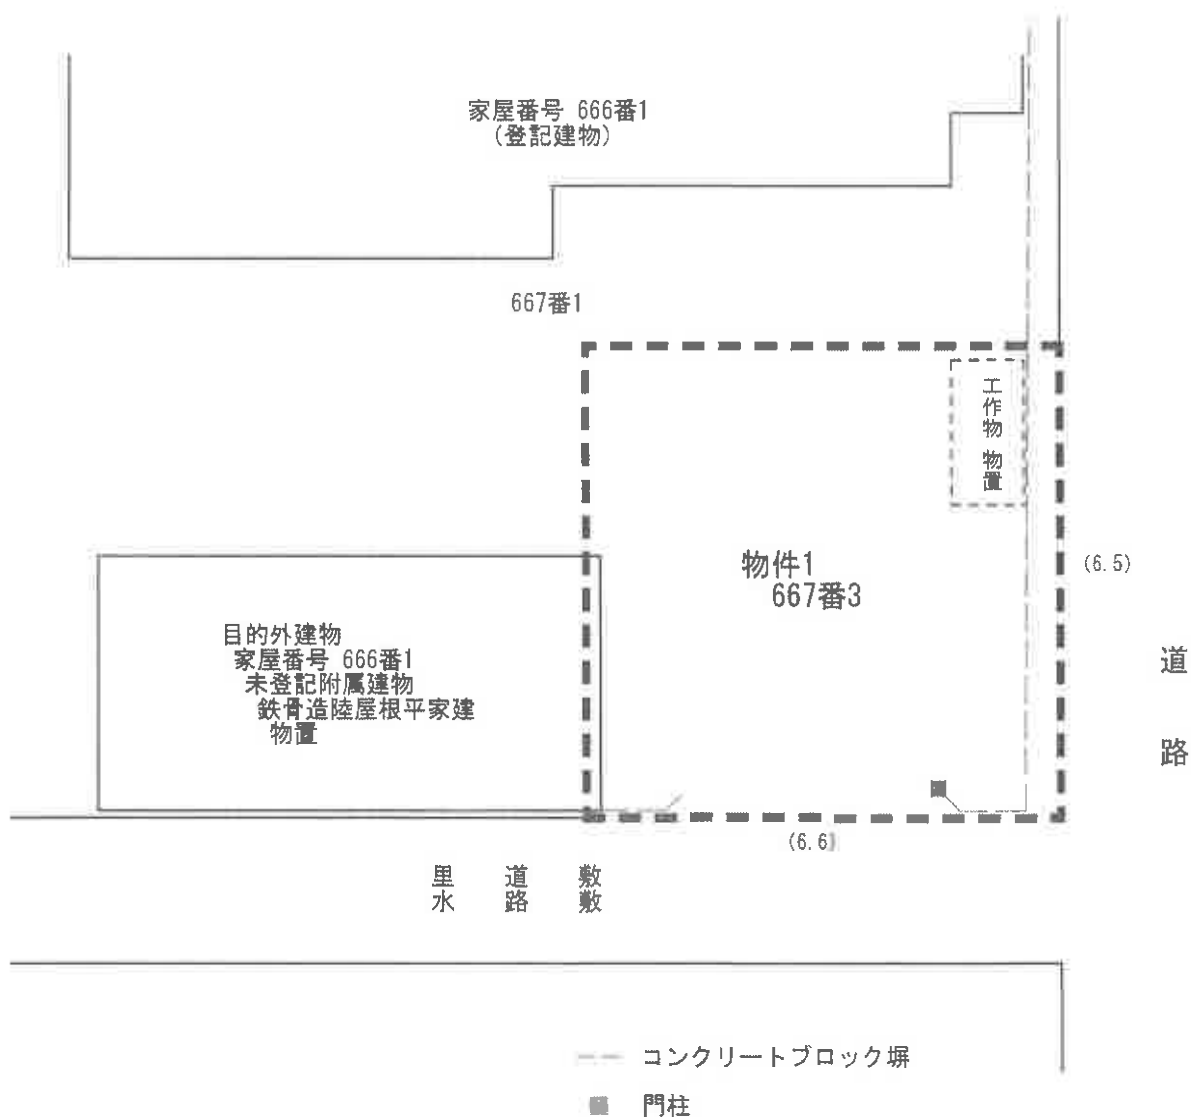 家屋番号 666番1
(登記建物)
667番1
工作物 物置
物件1
667番3
(6.5)
目的外建物
家屋番号 666番1
未登記附属建物
鉄骨造陸屋根平家建
物置
道路
(6.6)
里道敷
水路敷
コンクリートブロック塀
門柱